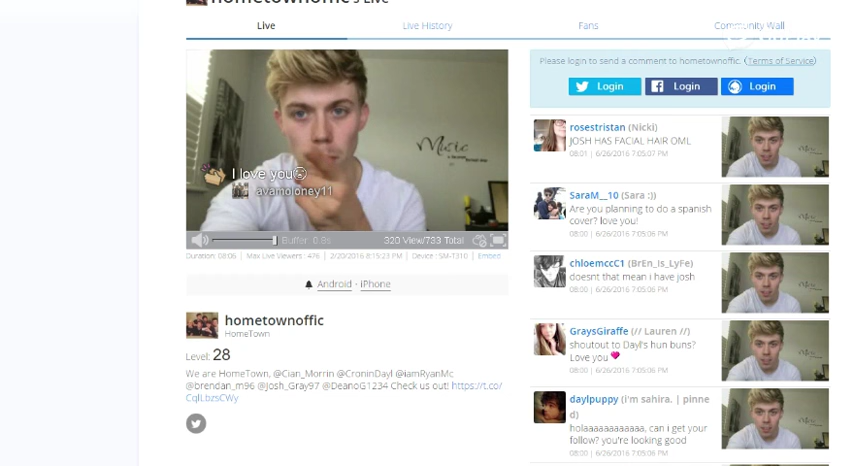 hometownoffic's Live
Live
Live History
Fans
Community Wall
Music
I love you
avamoloney11
Buffer 0.8s
320 View/783 Total
Duration: 08:06 | Max Live Viewers : 476 | 2/20/2016 8:15:23 PM | Device : SM-T310 | Embed
Android - iPhone
hometownoffic
HomeTown
Level: 28
We are HomeTown, @Cian_Morrin @CroninDayl @iamRyanMc
@brendan_m96 @Josh_Gray97 @DeanoG1234 Check us out! https://t.co/
CqlLbzsCWy
Please login to send a comment to hometownoffic. (Terms of Service)
Login
Login
Login
rosestristan (Nicki)
JOSH HAS FACIAL HAIR OML
08:01 | 6/26/2016 7:05:07 PM
SaraM__10 (Sara :))
Are you planning to do a spanish
cover? love you!
08:00 | 6/26/2016 7:05:06 PM
chloemccC1 (BrEn_Is_LyFe)
doesnt that mean i have josh
08:00 | 6/26/2016 7:05:06 PM
GraysGiraffe (// Lauren //)
shoutout to Dayl's hun buns?
Love you 💘
08:00 | 6/26/2016 7:05:06 PM
daylpuppy (i'm sahira. | pinne
d)
holaaaaaaaaaaa, can i get your
follow? you're looking good
08:00 | 6/26/2016 7:05:06 PM